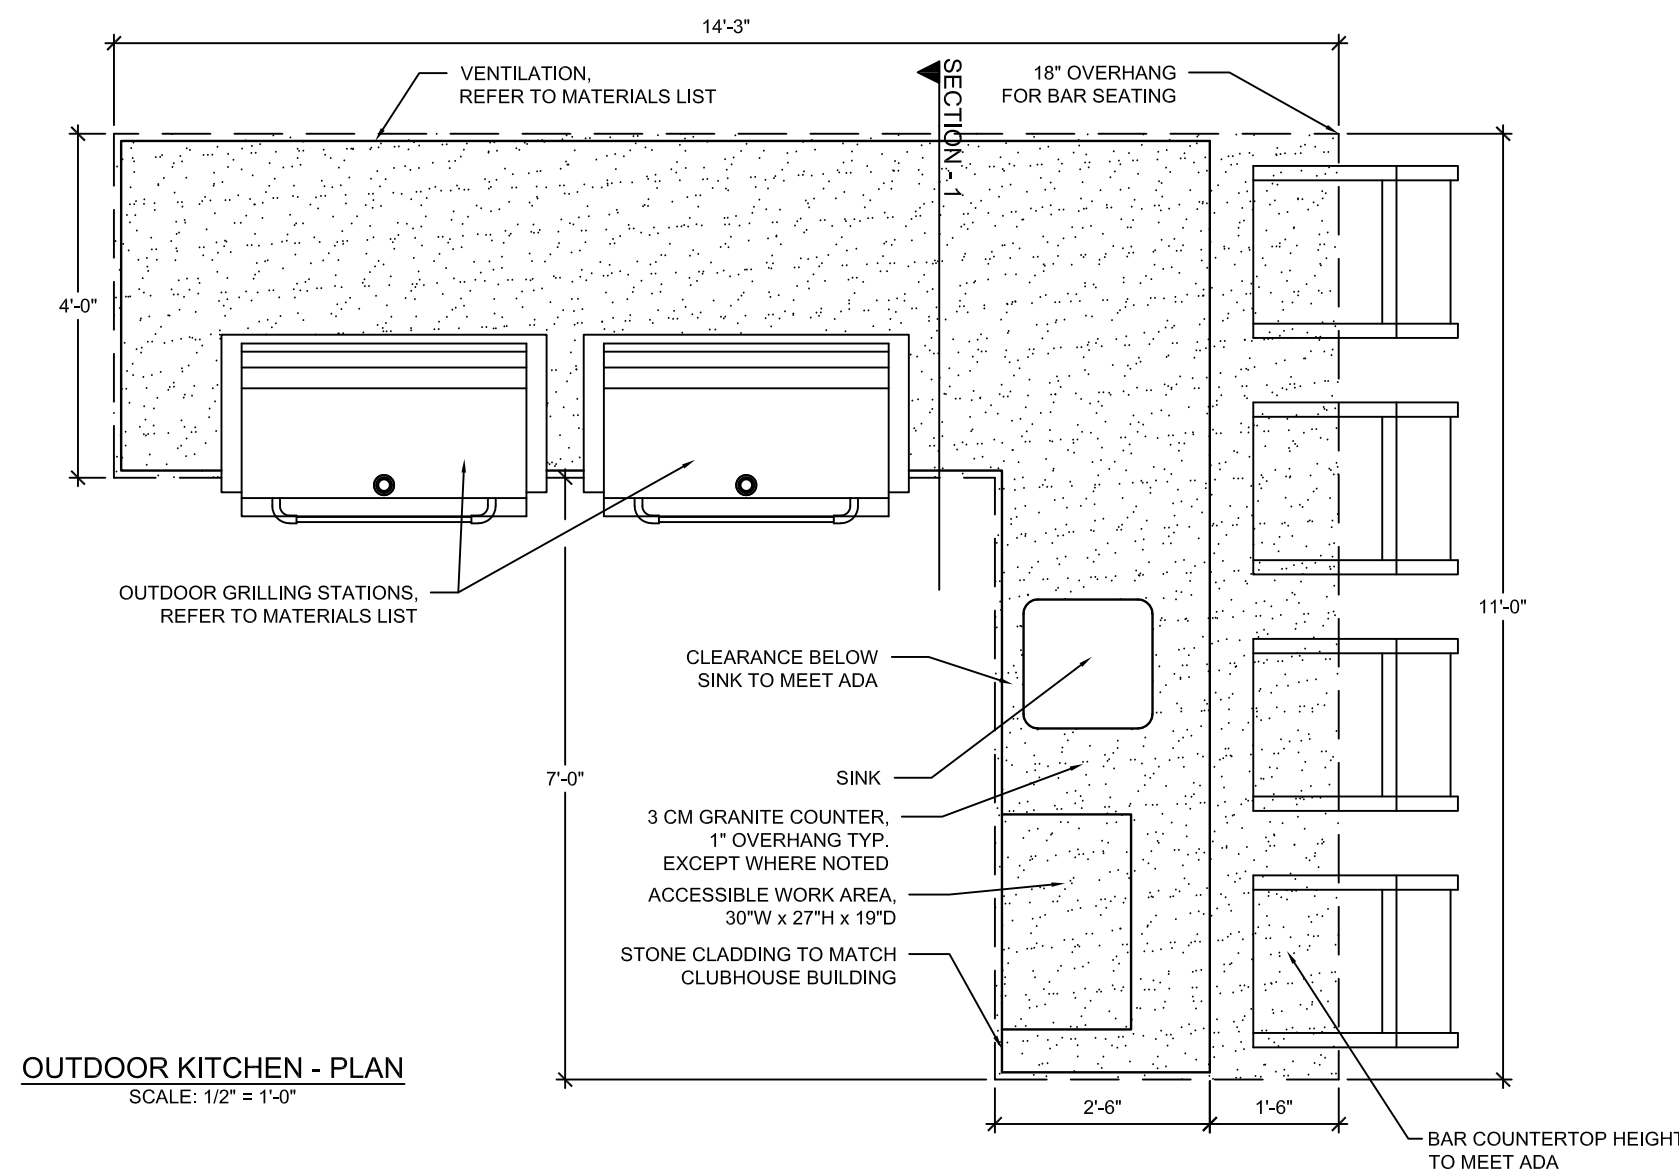 14'-3"
VENTILATION,
REFER TO MATERIALS LIST
SECTION - 1
18" OVERHANG
FOR BAR SEATING
4'-0"
OUTDOOR GRILLING STATIONS,
REFER TO MATERIALS LIST
11'-0"
CLEARANCE BELOW
SINK TO MEET ADA
7'-0"
SINK
3 CM GRANITE COUNTER,
1" OVERHANG TYP.
EXCEPT WHERE NOTED
ACCESSIBLE WORK AREA,
30"W x 27"H x 19"D
STONE CLADDING TO MATCH
CLUBHOUSE BUILDING
OUTDOOR KITCHEN - PLAN
SCALE: 1/2" = 1'-0"
2'-6"
1'-6"
BAR COUNTERTOP HEIGHT
TO MEET ADA